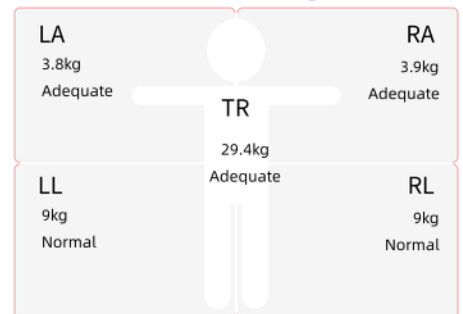 LA
3.8kg
Adequate
RA
3.9kg
Adequate
TR
29.4kg
Adequate
LL
9kg
Normal
RL
9kg
Normal